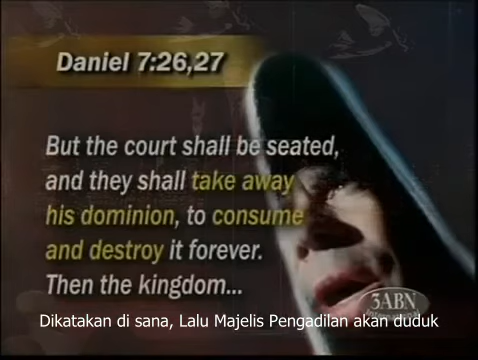 Daniel 7:26,27
But the court shall be seated,
and they shall take away
his dominion, to consume
and destroy it forever.
Then the kingdom...
3ABN
Dikatakan di sana, Lalu Majelis Pengadilan akan duduk